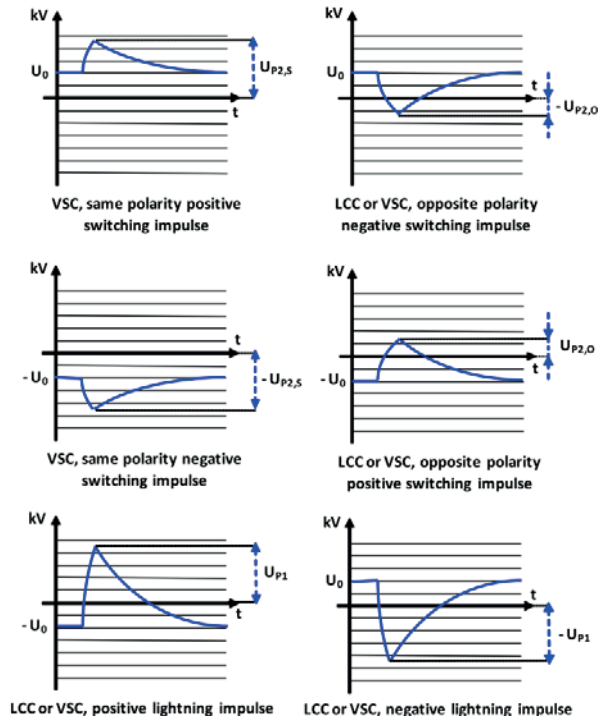 kV
U0
UP2,S
t
VSC, same polarity positive
switching impulse
kV
U0
t
- UP2,O
LCC or VSC, opposite polarity
negative switching impulse
kV
t
- U0
- UP2,S
VSC, same polarity negative
switching impulse
kV
UP2,O
t
- U0
LCC or VSC, opposite polarity
positive switching impulse
kV
UP1
t
- U0
LCC or VSC, positive lightning impulse
kV
U0
t
- UP1
LCC or VSC, negative lightning impulse